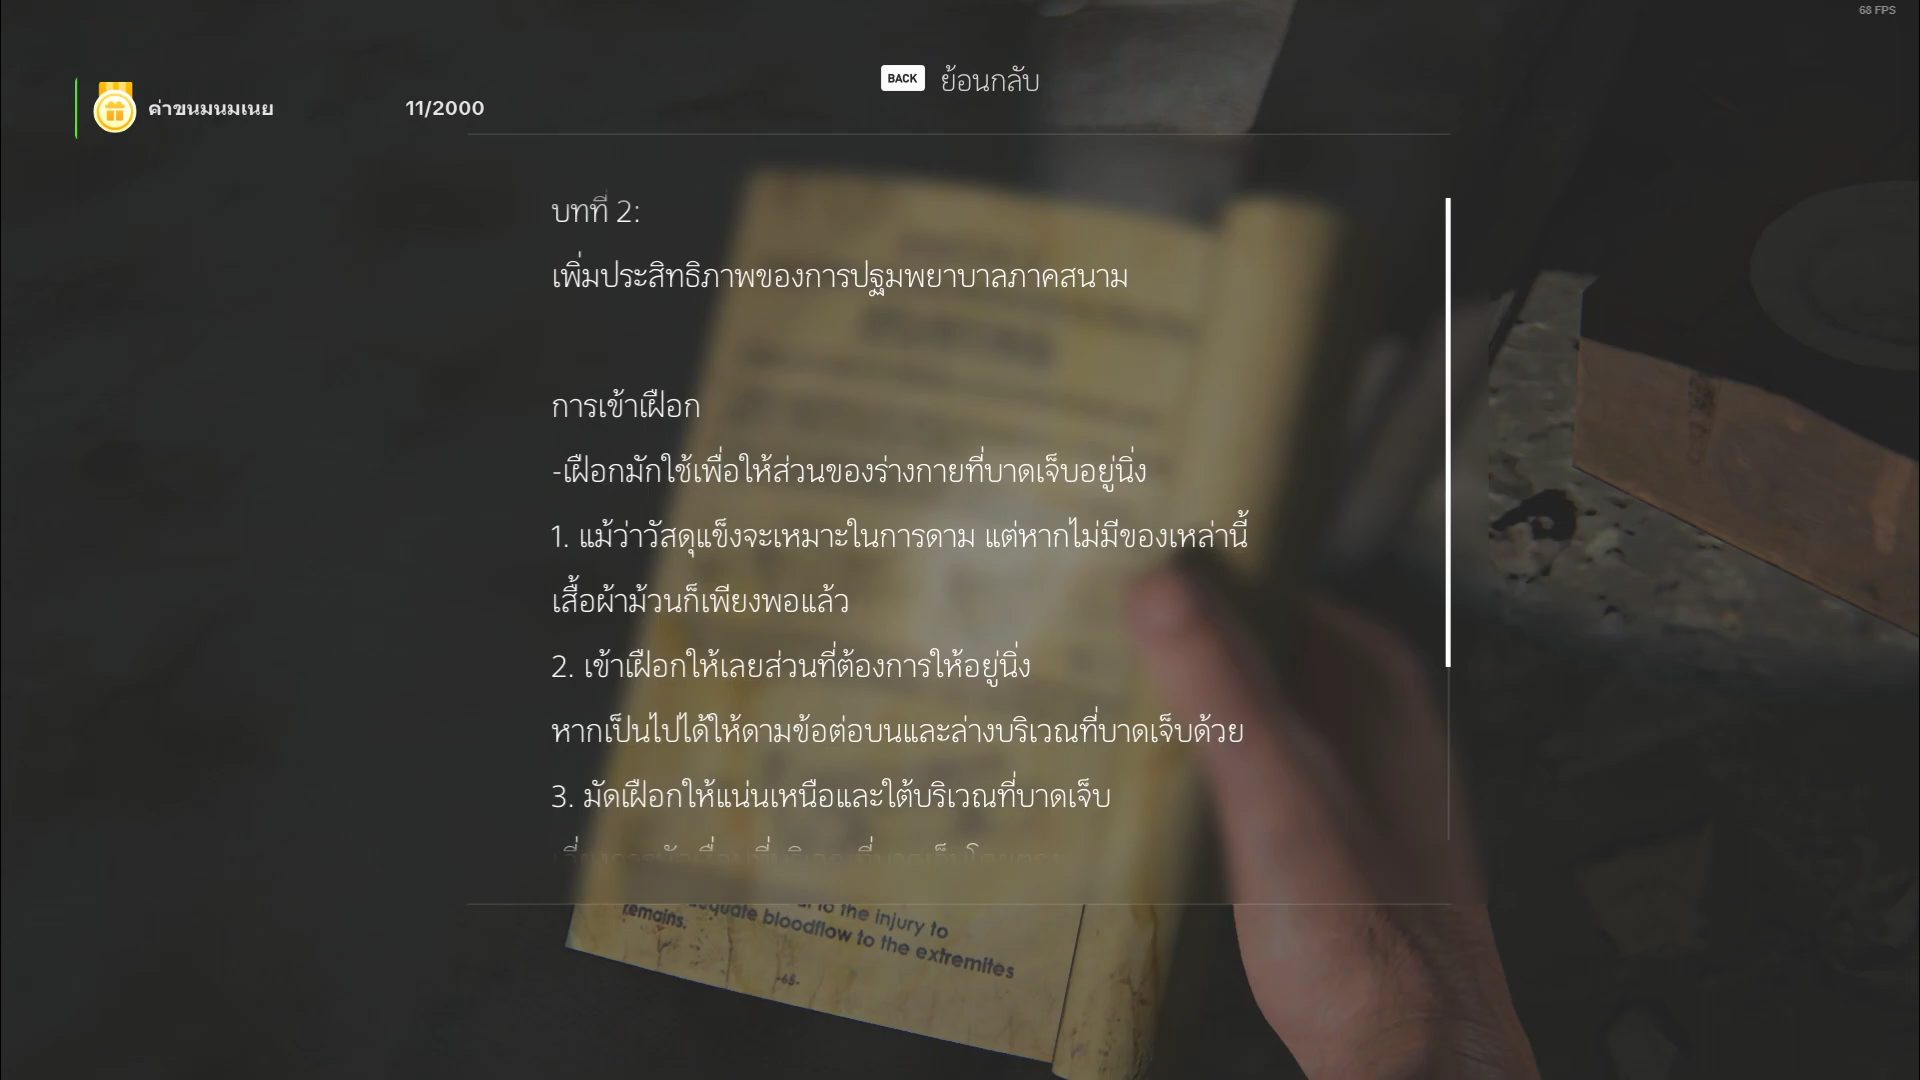 68 FPS
BACK ย้อนกลับ
ค่าขนมนมเนย 11/2000
บทที่ 2:
เพิ่มประสิทธิภาพของการปฐมพยาบาลภาคสนาม
การเข้าเฝือก
-เฝือกมักใช้เพื่อให้ส่วนของร่างกายที่บาดเจ็บอยู่นิ่ง
1. แม้ว่าวัสดุแข็งจะเหมาะในการดาม แต่หากไม่มีของเหล่านี้
เสื้อผ้าม้วนก็เพียงพอแล้ว
2. เข้าเฝือกให้เลยส่วนที่ต้องการให้อยู่นิ่ง
หากเป็นไปได้ให้ดามข้อต่อบนและล่างบริเวณที่บาดเจ็บด้วย
3. มัดเฝือกให้แน่นเหนือและใต้บริเวณที่บาดเจ็บ
to the injury to
adequate bloodflow to the extremites
remains.
-65-